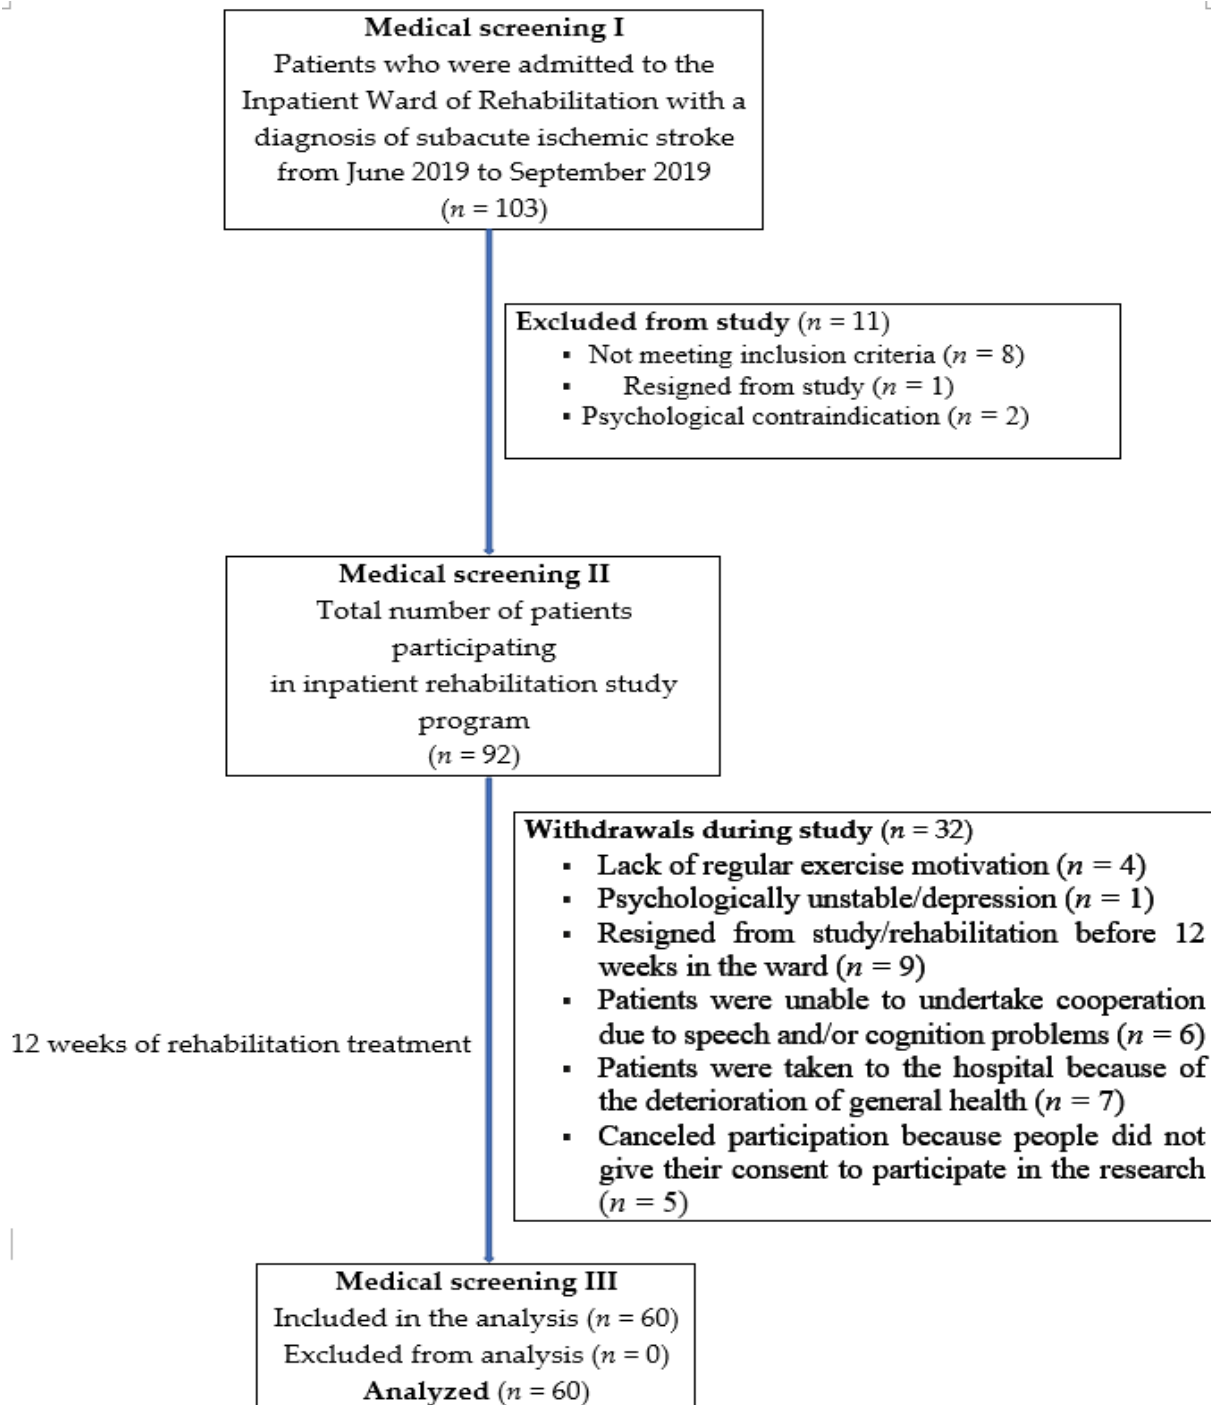 Medical screening I
Patients who were admitted to the
Inpatient Ward of Rehabilitation with a
diagnosis of subacute ischemic stroke
from June 2019 to September 2019
(n = 103)
Excluded from study (n = 11)
▪ Not meeting inclusion criteria (n = 8)
▪ Resigned from study (n = 1)
▪ Psychological contraindication (n = 2)
Medical screening II
Total number of patients
participating
in inpatient rehabilitation study
program
(n = 92)
Withdrawals during study (n = 32)
▪ Lack of regular exercise motivation (n = 4)
▪ Psychologically unstable/depression (n = 1)
▪ Resigned from study/rehabilitation before 12
weeks in the ward (n = 9)
▪ Patients were unable to undertake cooperation
due to speech and/or cognition problems (n = 6)
▪ Patients were taken to the hospital because of
the deterioration of general health (n = 7)
▪ Canceled participation because people did not
give their consent to participate in the research
(n = 5)
12 weeks of rehabilitation treatment
Medical screening III
Included in the analysis (n = 60)
Excluded from analysis (n = 0)
Analyzed (n = 60)